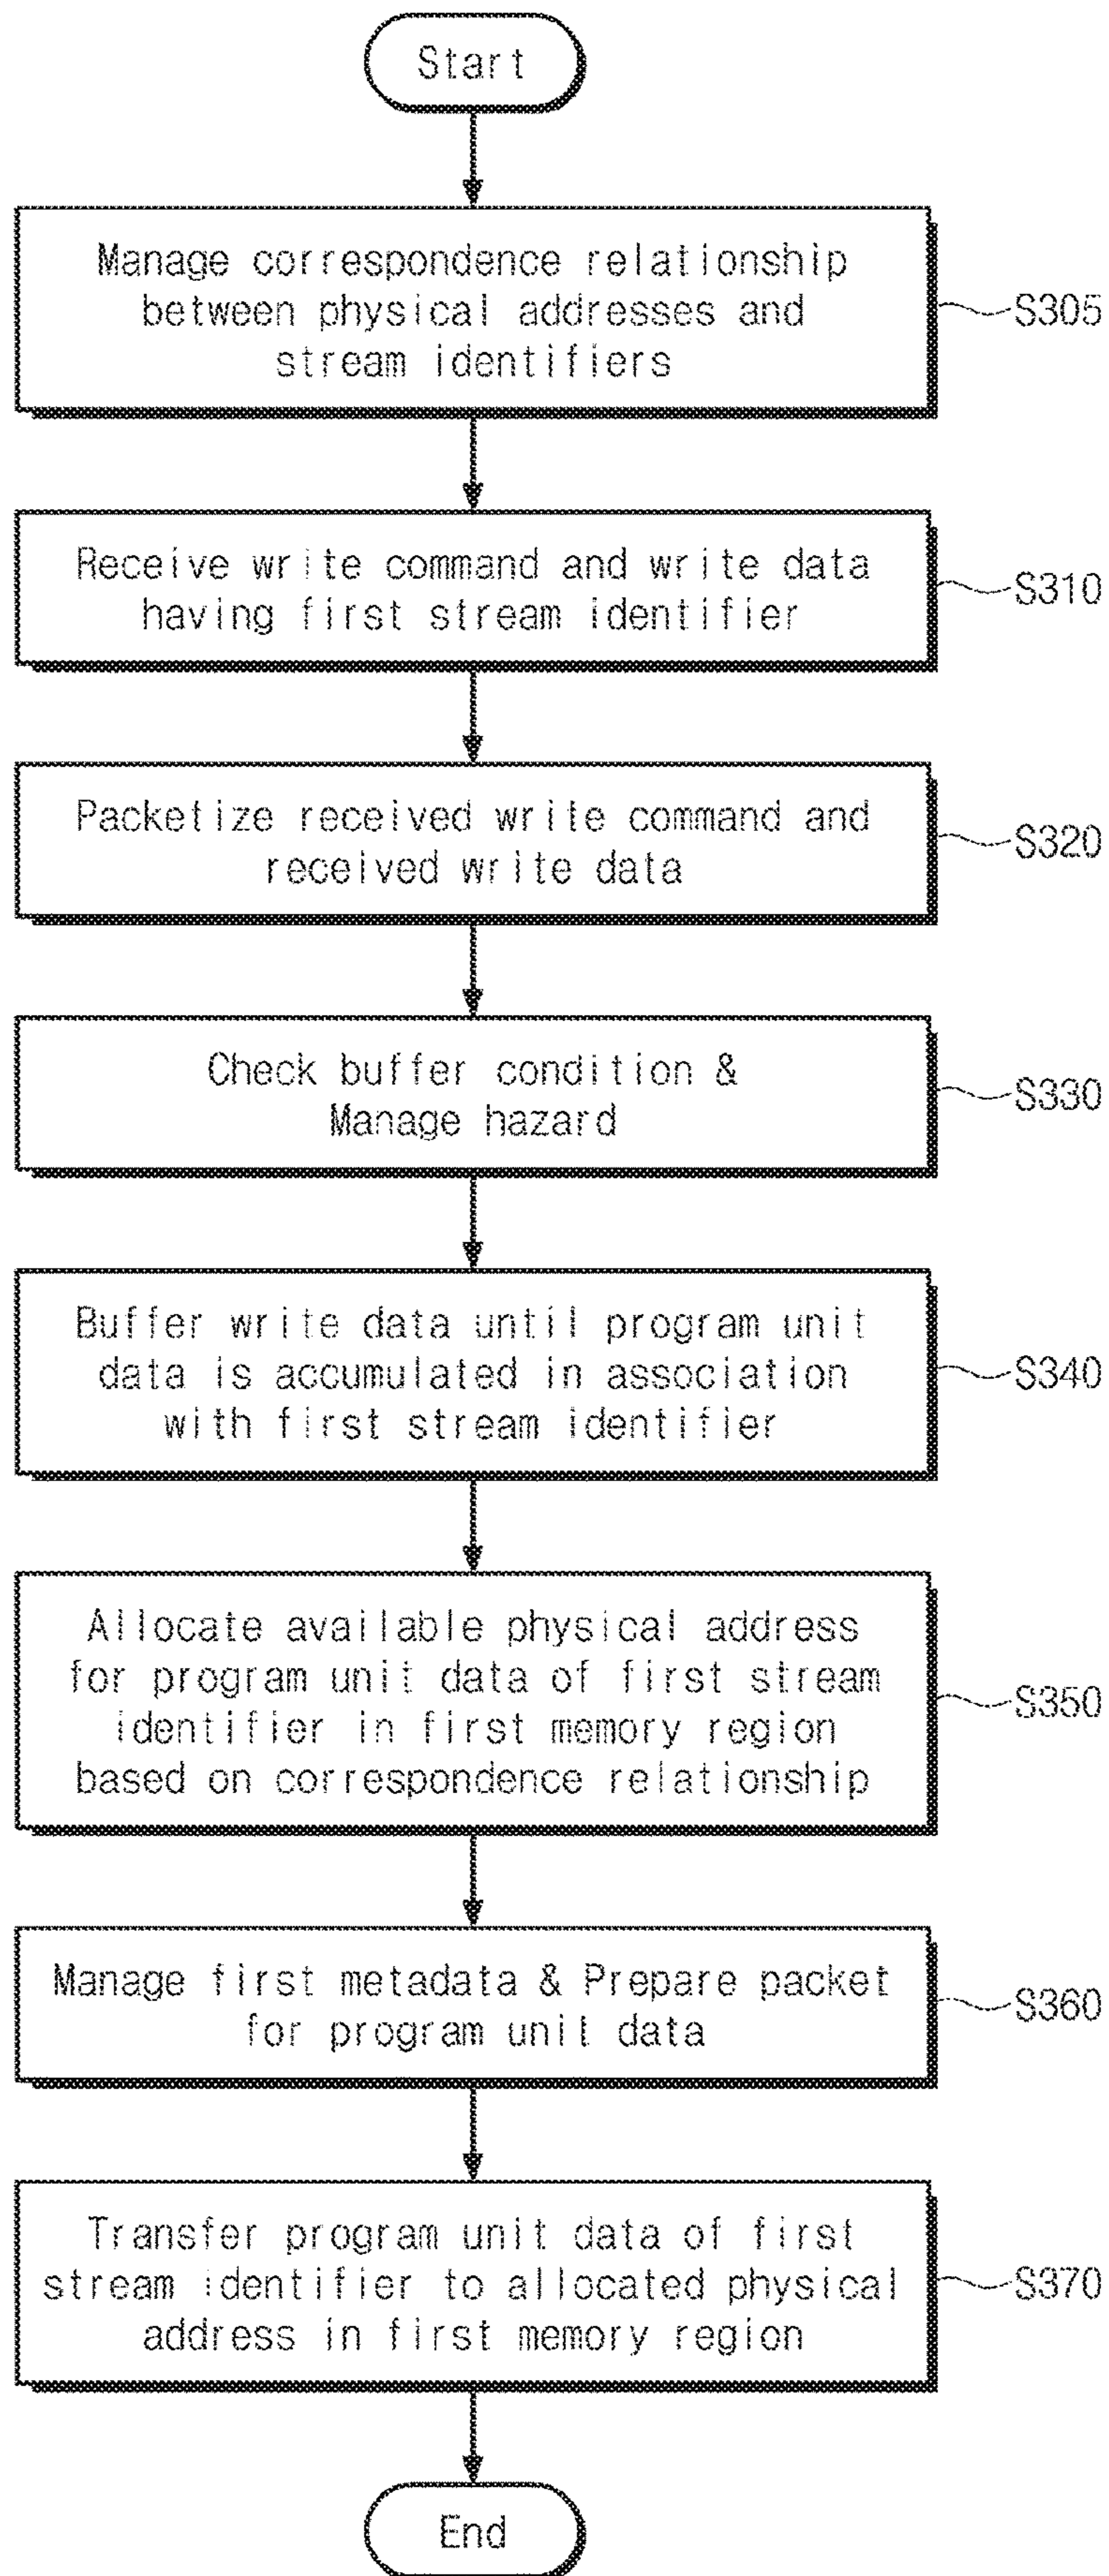 Start
Manage correspondence relationship
between physical addresses and
stream identifiers
S305
Receive write command and write data
having first stream identifier
S310
Packetize received write command and
received write data
S320
Check buffer condition &
Manage hazard
S330
Buffer write data until program unit
data is accumulated in association
with first stream identifier
S340
Allocate available physical address
for program unit data of first stream
identifier in first memory region
based on correspondence relationship
S350
Manage first metadata & Prepare packet
for program unit data
S360
Transfer program unit data of first
stream identifier to allocated physical
address in first memory region
S370
End